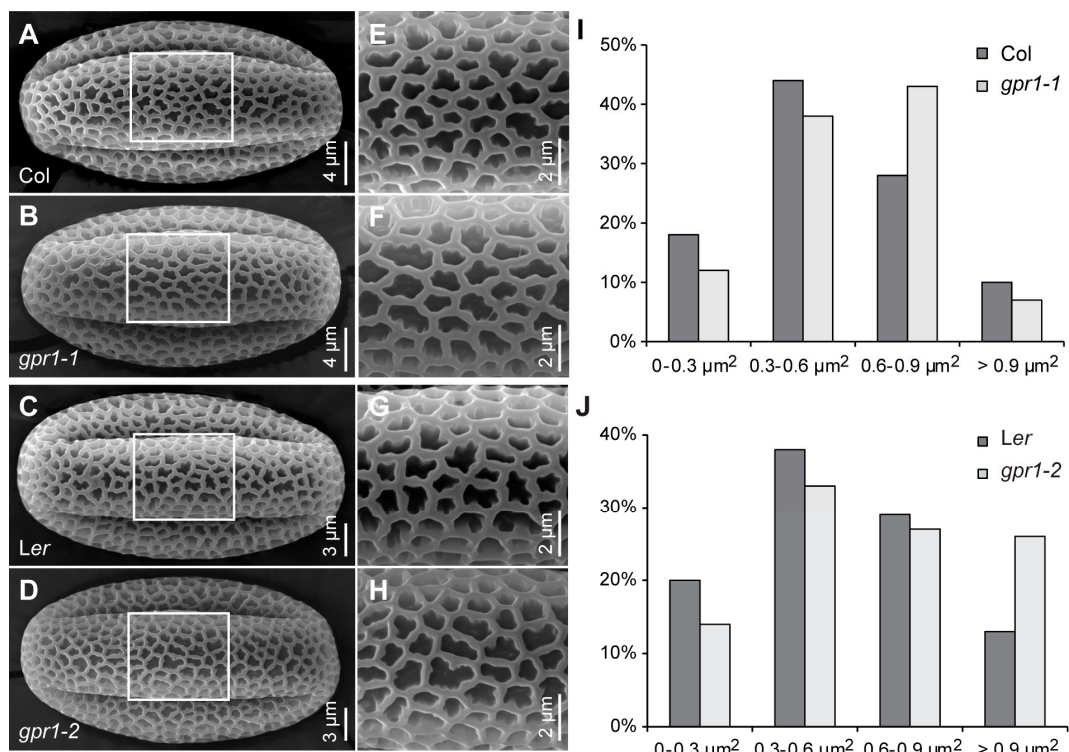 A
Col
4 µm
E
2 µm
B
gpr1-1
4 µm
F
2 µm
C
Ler
3 µm
G
2 µm
D
gpr1-2
3 µm
H
2 µm
I
50%
40%
30%
20%
10%
0%
Col
gpr1-1
0-0.3 µm² 0.3-0.6 µm² 0.6-0.9 µm² > 0.9 µm²
J
40%
30%
20%
10%
0%
Ler
gpr1-2
0-0.3 µm² 0.3-0.6 µm² 0.6-0.9 µm² > 0.9 µm²